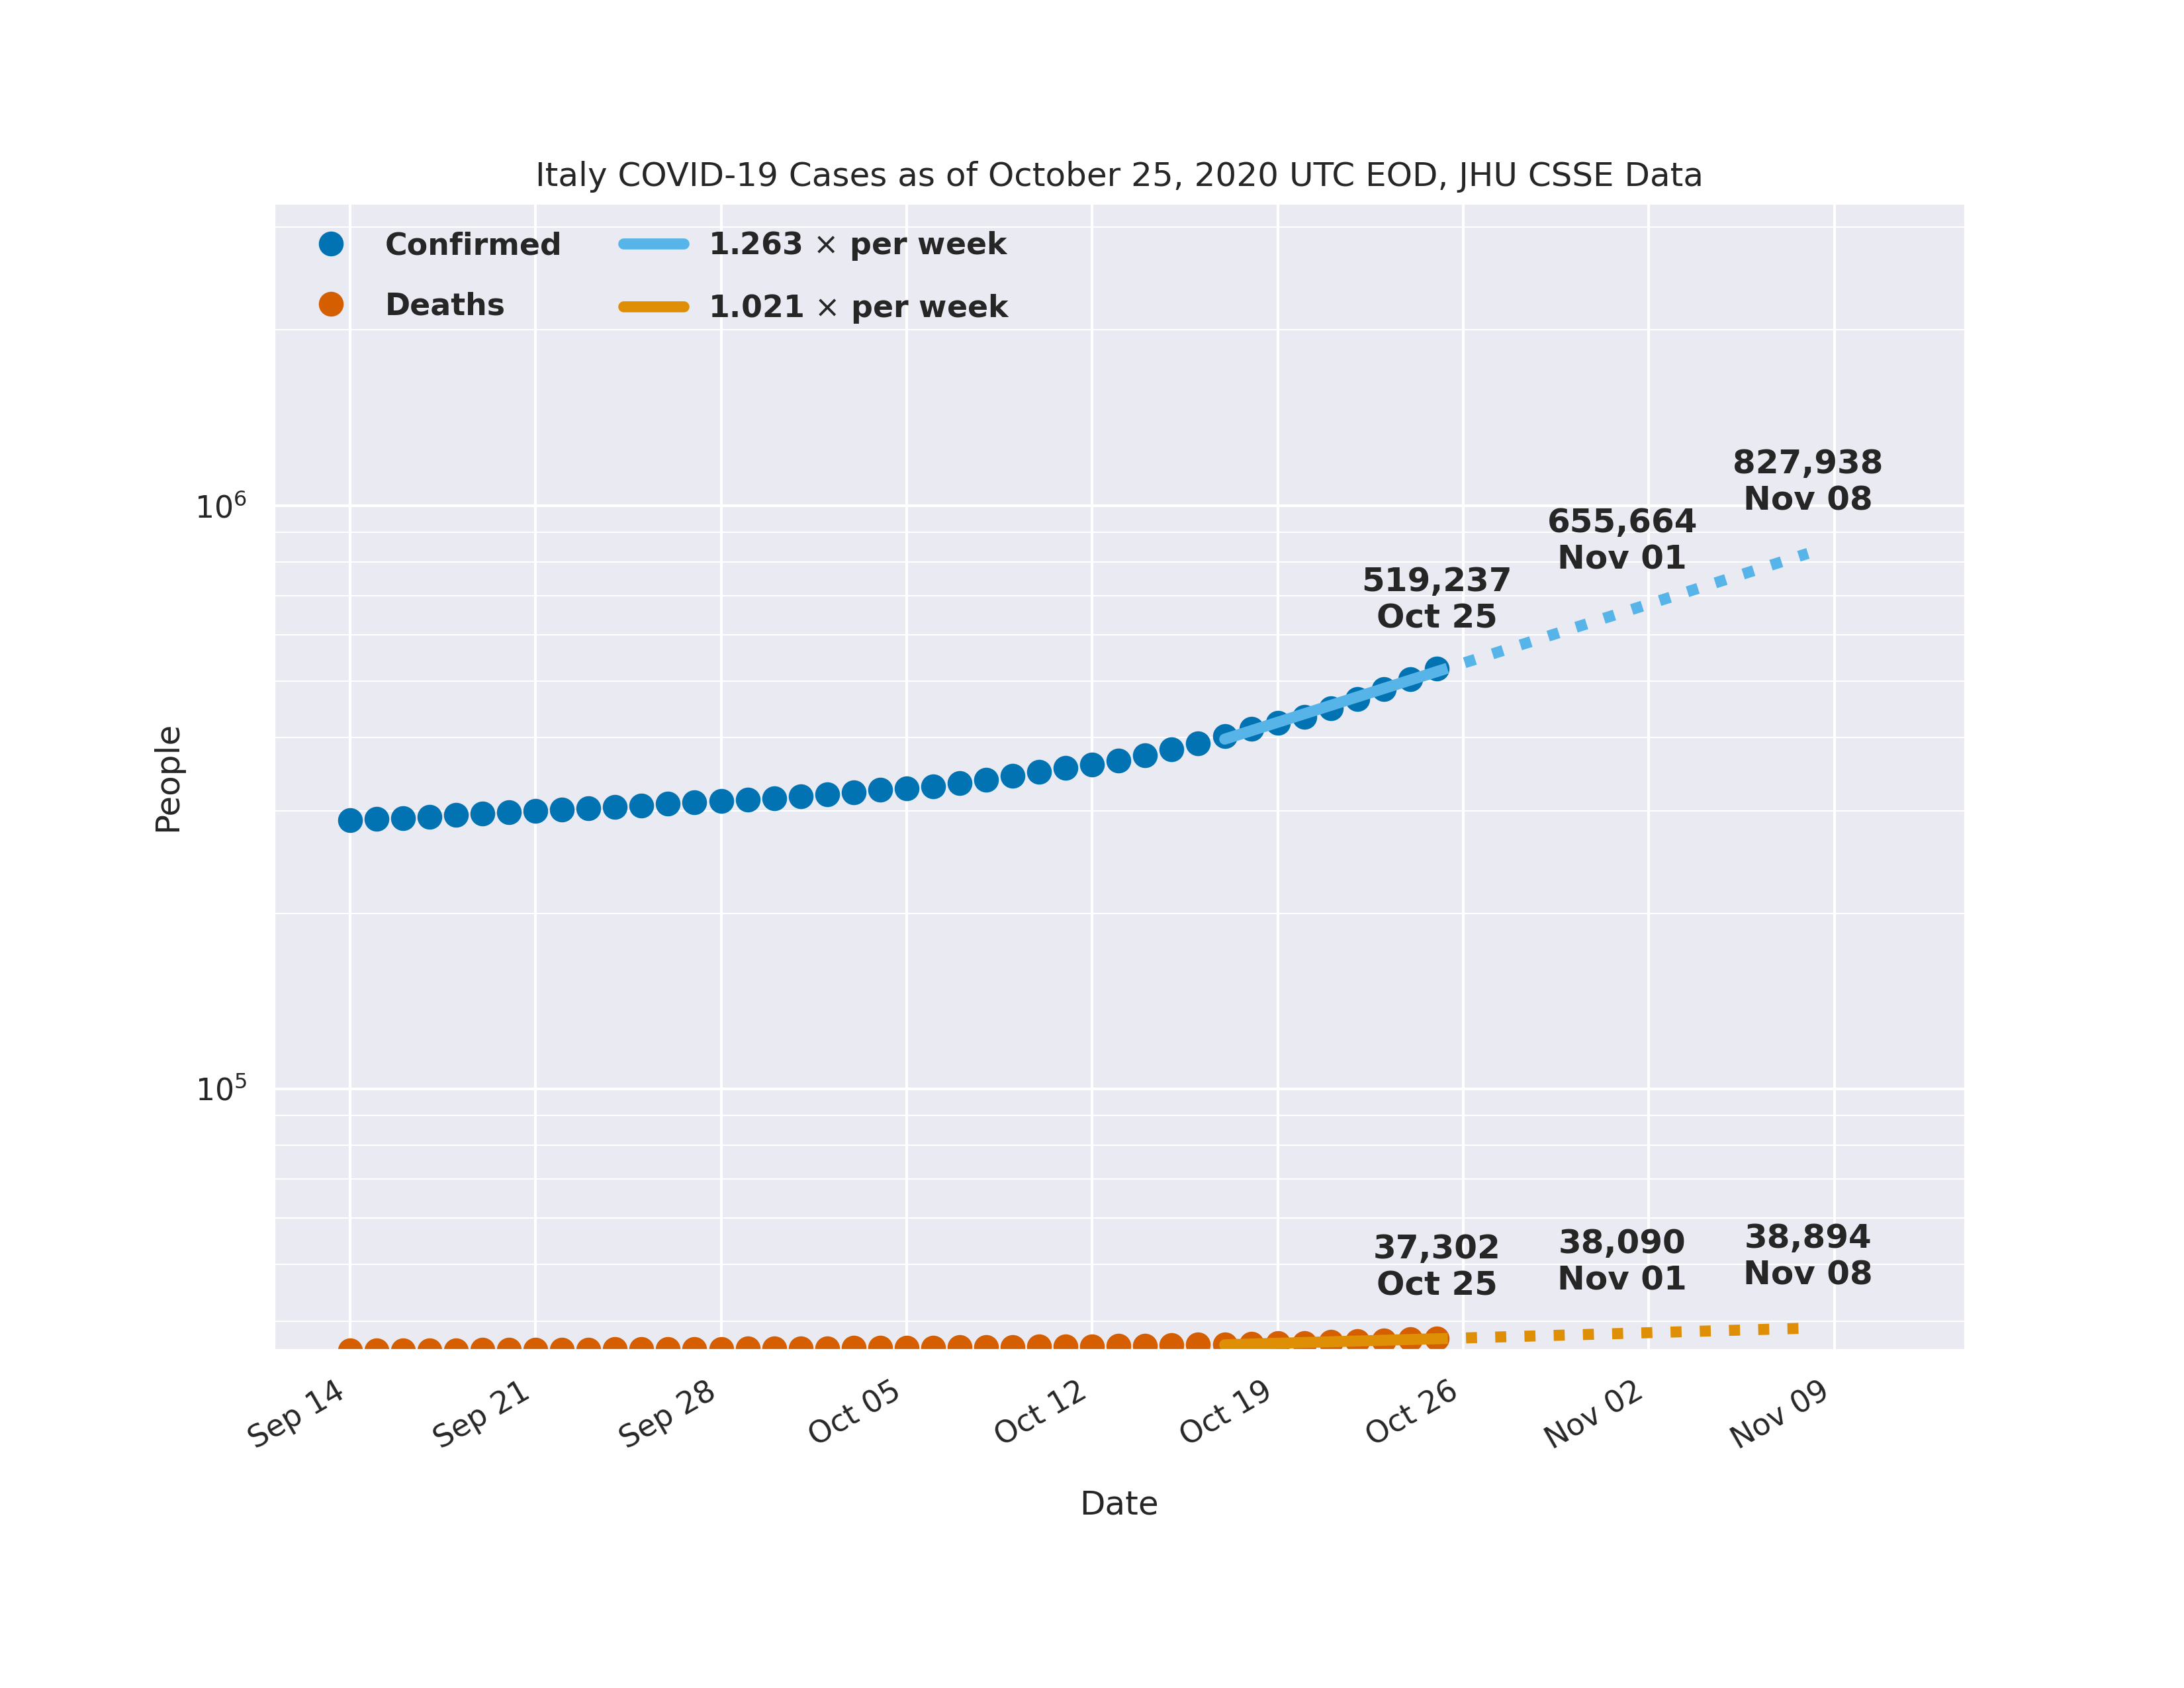 Italy COVID-19 Cases as of October 25, 2020 UTC EOD, JHU CSSE Data
Confirmed
Deaths
1.263 × per week
1.021 × per week
827,938
Nov 08
655,664
Nov 01
519,237
Oct 25
10⁶
People
10⁵
37,302
Oct 25
38,090
Nov 01
38,894
Nov 08
Sep 14
Sep 21
Sep 28
Oct 05
Oct 12
Oct 19
Oct 26
Nov 02
Nov 09
Date